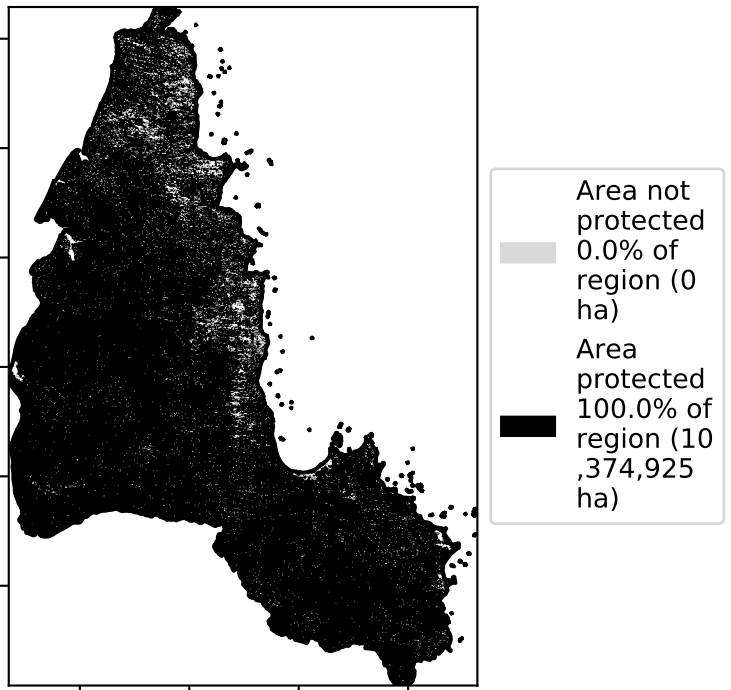 Area not
protected
0.0% of
region (0
ha)
Area
protected
100.0% of
region (10
,374,925
ha)